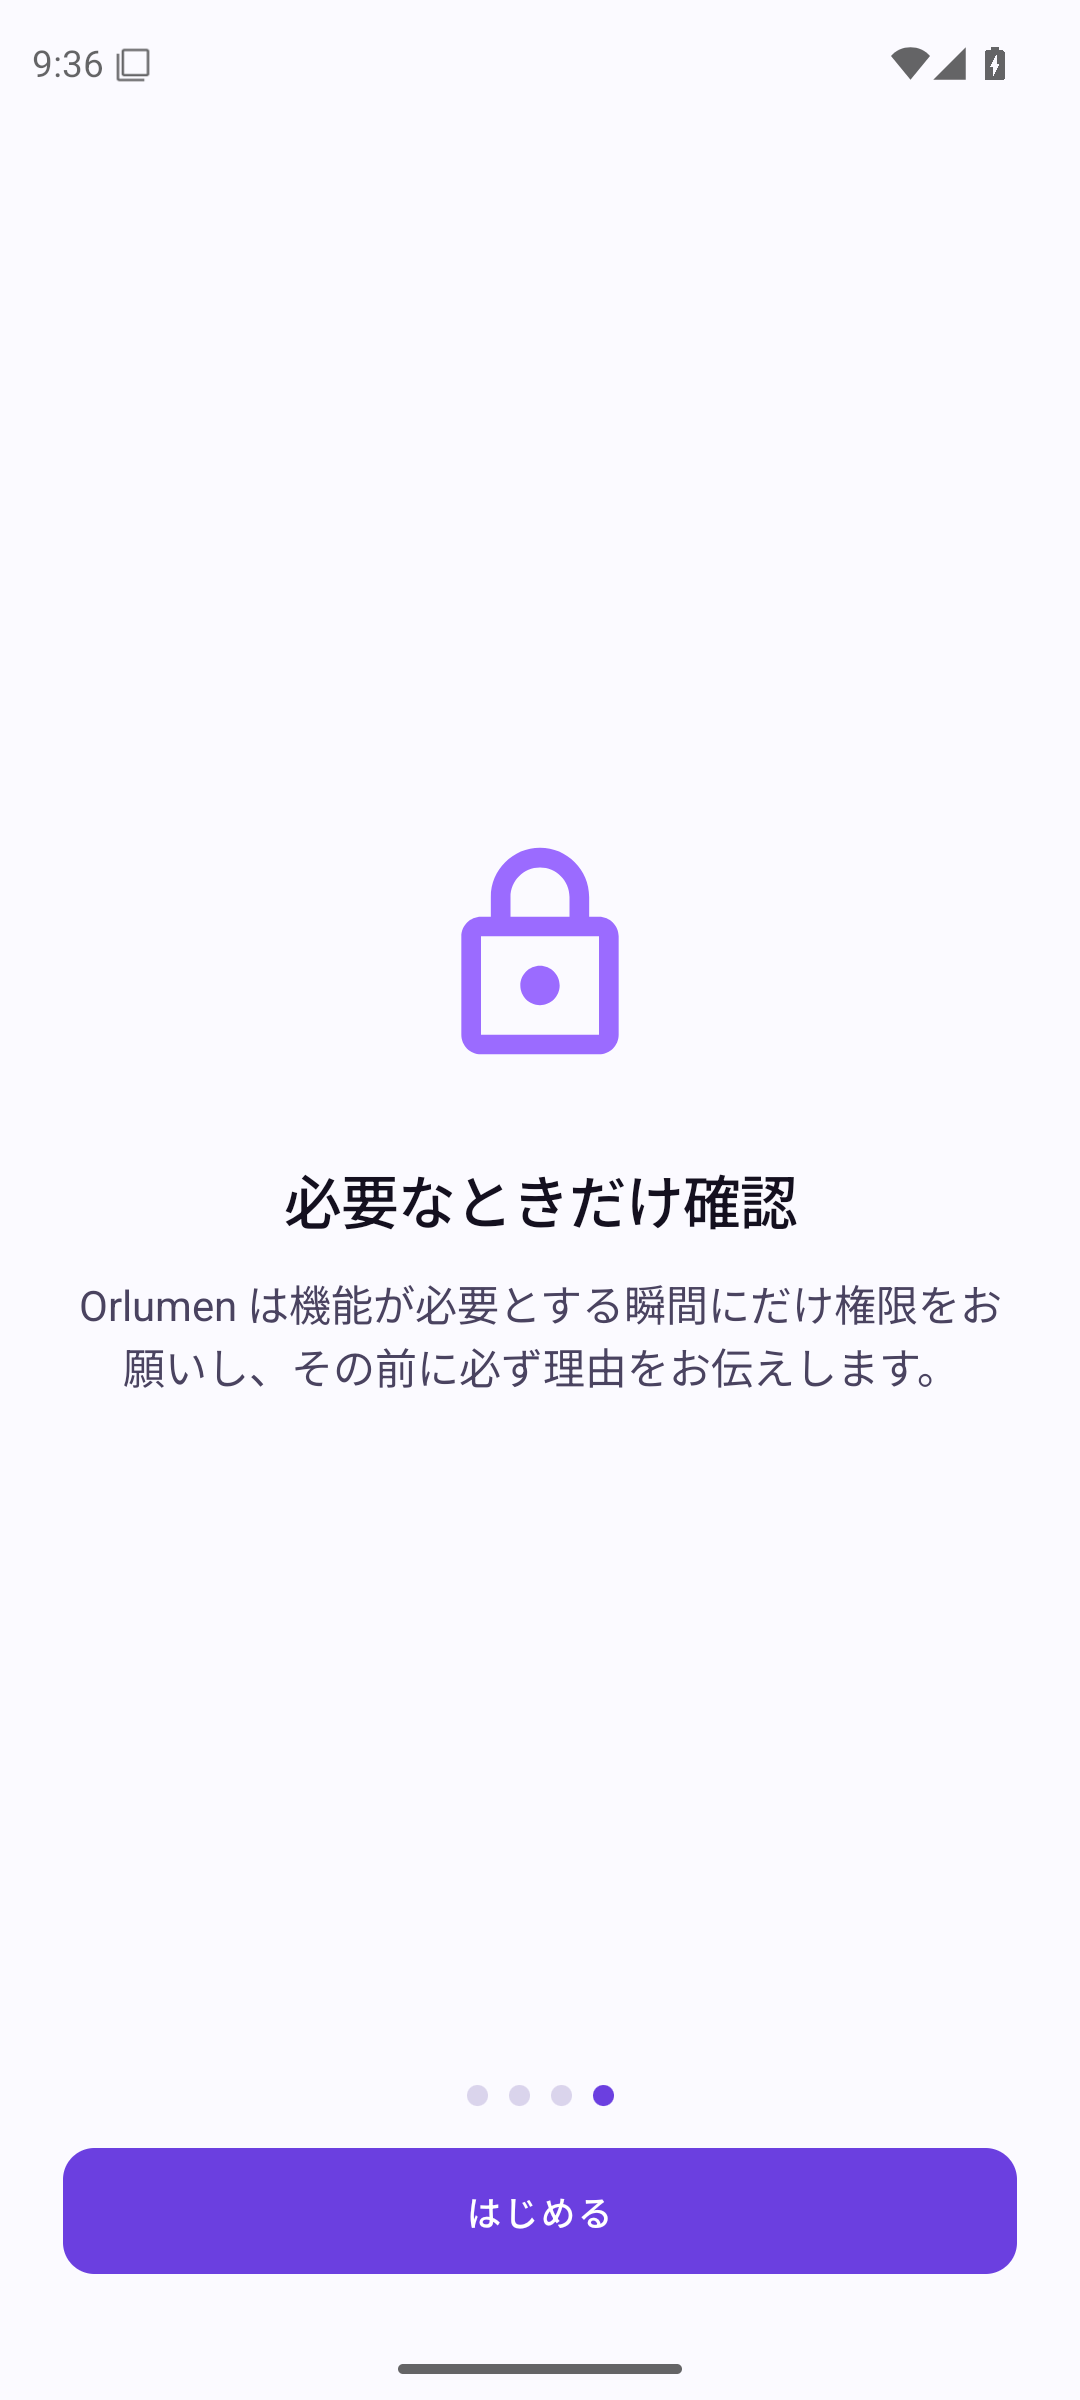 9:36
必要なときだけ確認
Orlumen は機能が必要とする瞬間にだけ権限をお
願いし、その前に必ず理由をお伝えします。
はじめる